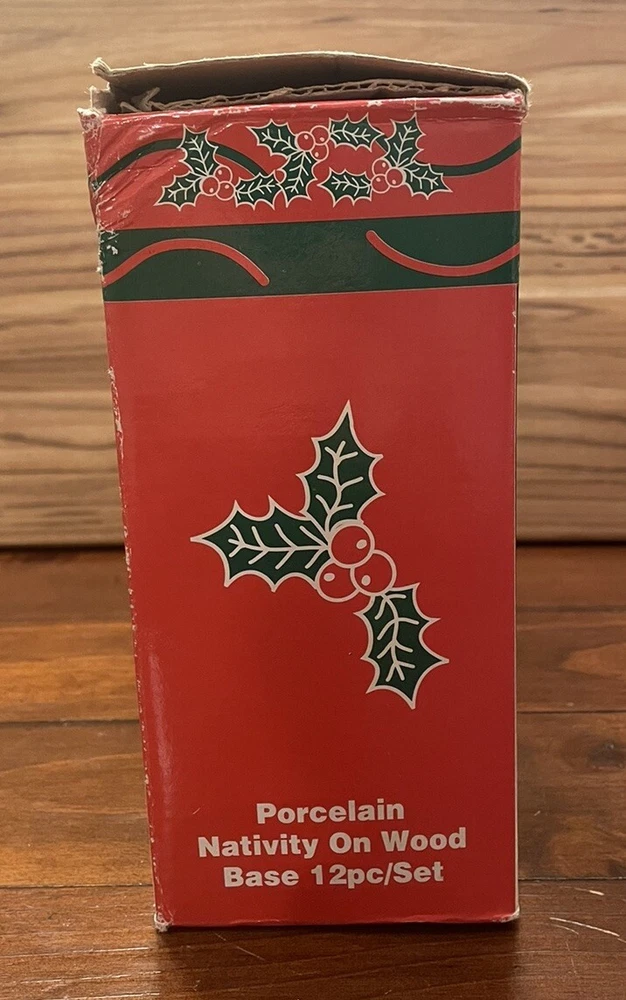 Porcelain
Nativity On Wood
Base 12pc/Set